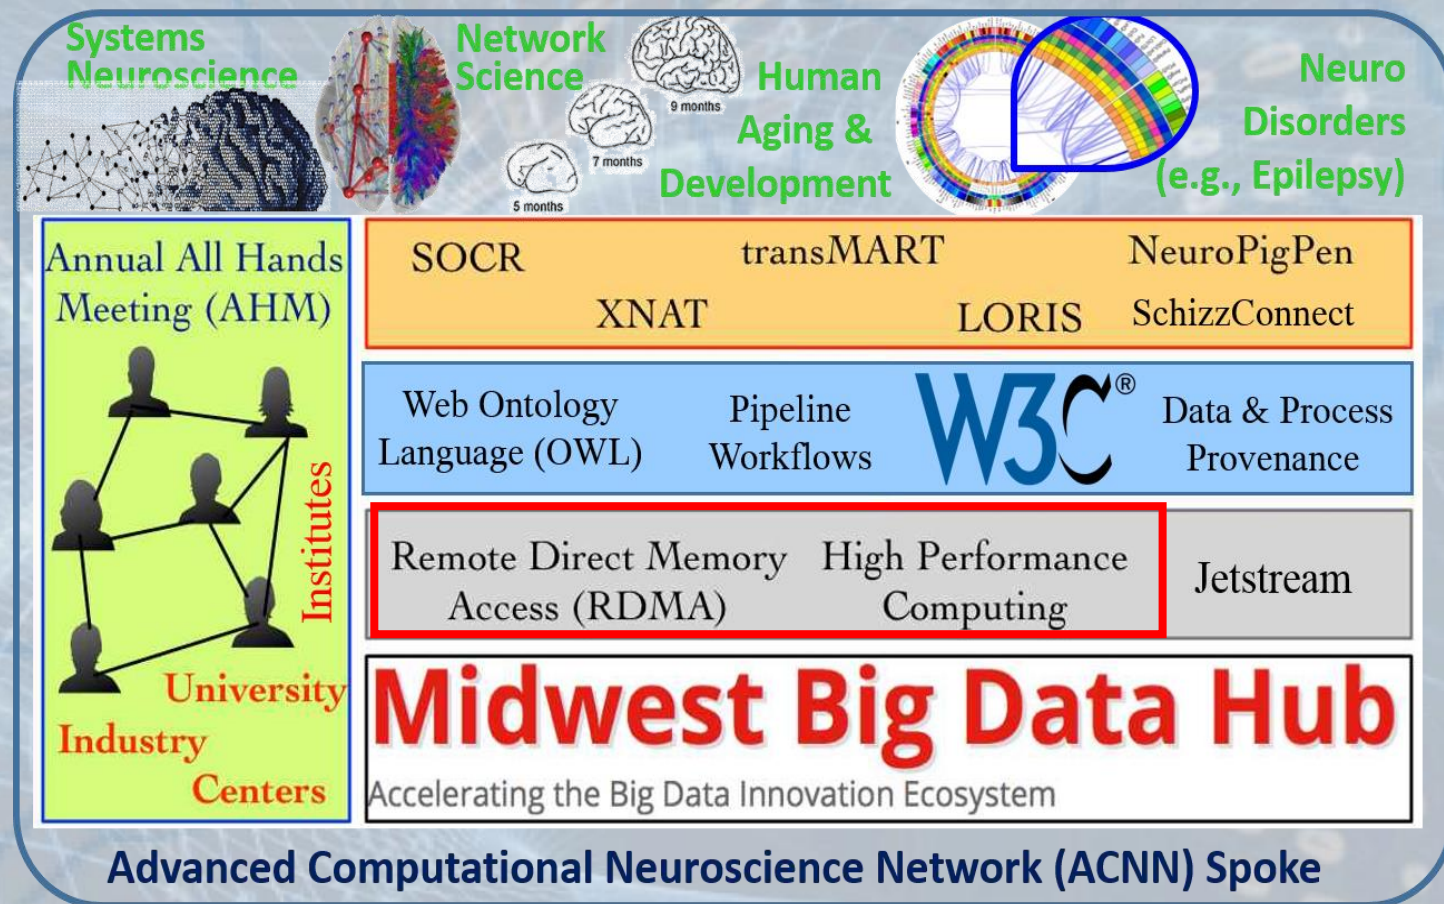 Systems
Neuroscience
Network
Science
5 months
7 months
9 months
Human
Aging &
Development
Neuro
Disorders
(e.g., Epilepsy)
Annual All Hands
Meeting (AHM)
Institutes
University
Industry
Centers
SOCR
transMART
NeuroPigPen
XNAT
LORIS
SchizzConnect
Web Ontology
Language (OWL)
Pipeline
Workflows
W3C®
Data & Process
Provenance
Remote Direct Memory
Access (RDMA)
High Performance
Computing
Jetstream
Midwest Big Data Hub
Accelerating the Big Data Innovation Ecosystem
Advanced Computational Neuroscience Network (ACNN) Spoke